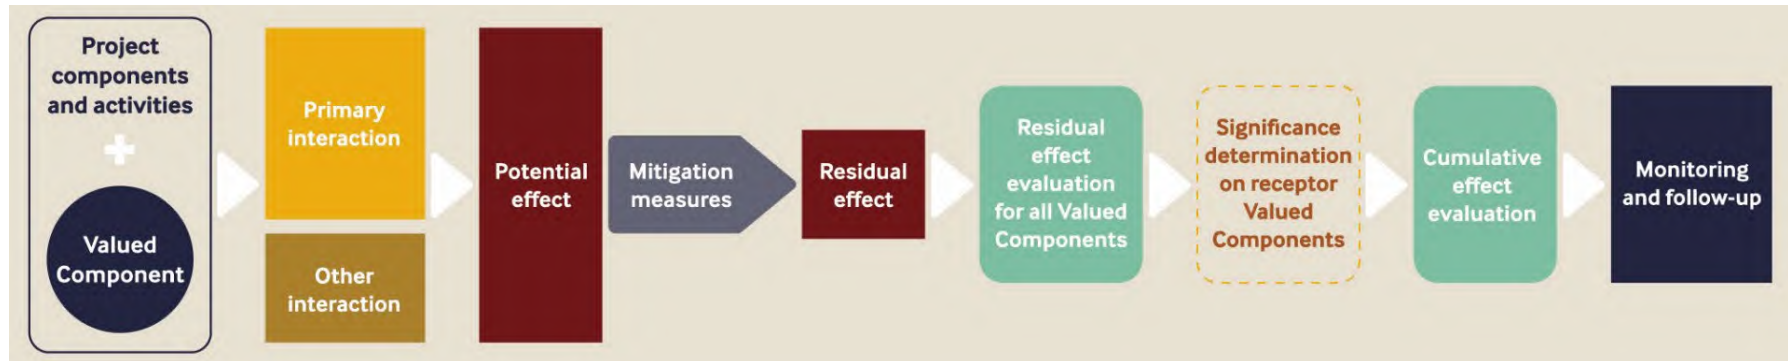 Project
components
and activities
Valued
Component
Primary
interaction
Other
interaction
Potential
effect
Mitigation
measures
Residual
effect
Residual
effect
evaluation
for all Valued
Components
Significance
determination
on receptor
Valued
Components
Cumulative
effect
evaluation
Monitoring
and follow-up